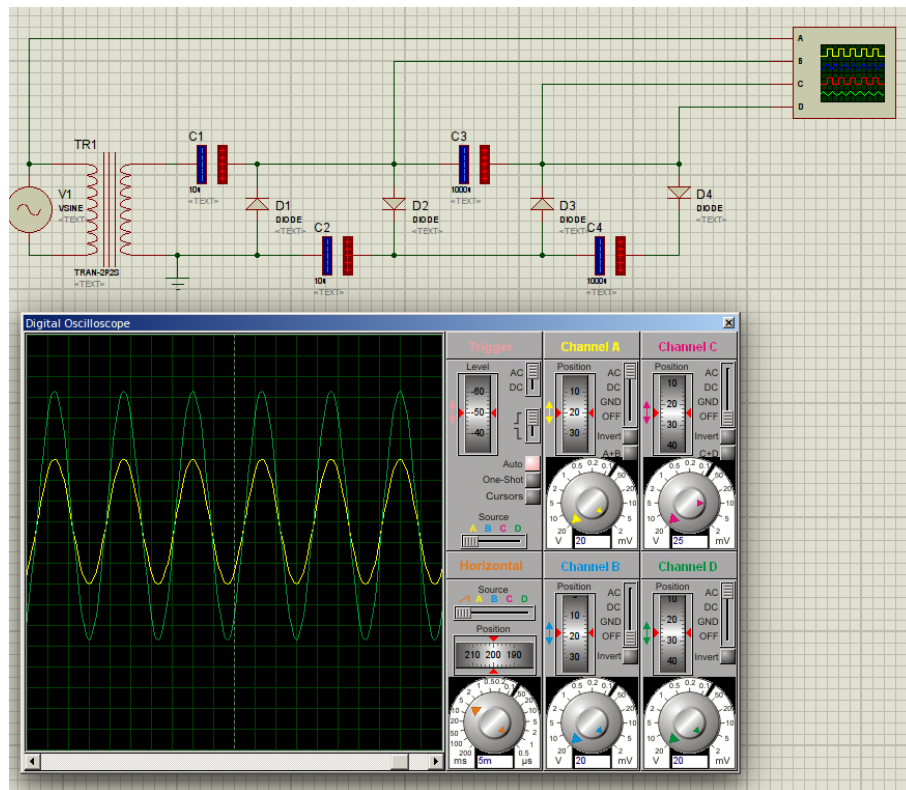 A
B
C
D
TR1
C1
C3
10u
<TEXT>
1000u
<TEXT>
V1
VSINE
<TEXT>
D1
DIODE
<TEXT>
D2
DIODE
<TEXT>
D3
DIODE
<TEXT>
D4
DIODE
<TEXT>
C2
C4
TRAN-2P2S
<TEXT>
10u
<TEXT>
1000u
<TEXT>
Digital Oscilloscope
Trigger
Level
AC
DC
-60
-50
-40
Auto
One-Shot
Cursors
Source
A B C D
Channel A
Position
10
20
30
AC
DC
GND
OFF
Invert
A+B
V 20 mV
Channel C
Position
10
20
30
40
AC
DC
GND
OFF
Invert
C+D
V 25 mV
Horizontal
Source
A B C D
Position
210 200 190
ms 5m µs
Channel B
Position
10
20
30
AC
DC
GND
OFF
Invert
V 20 mV
Channel D
Position
10
20
30
40
AC
DC
GND
OFF
Invert
V 20 mV